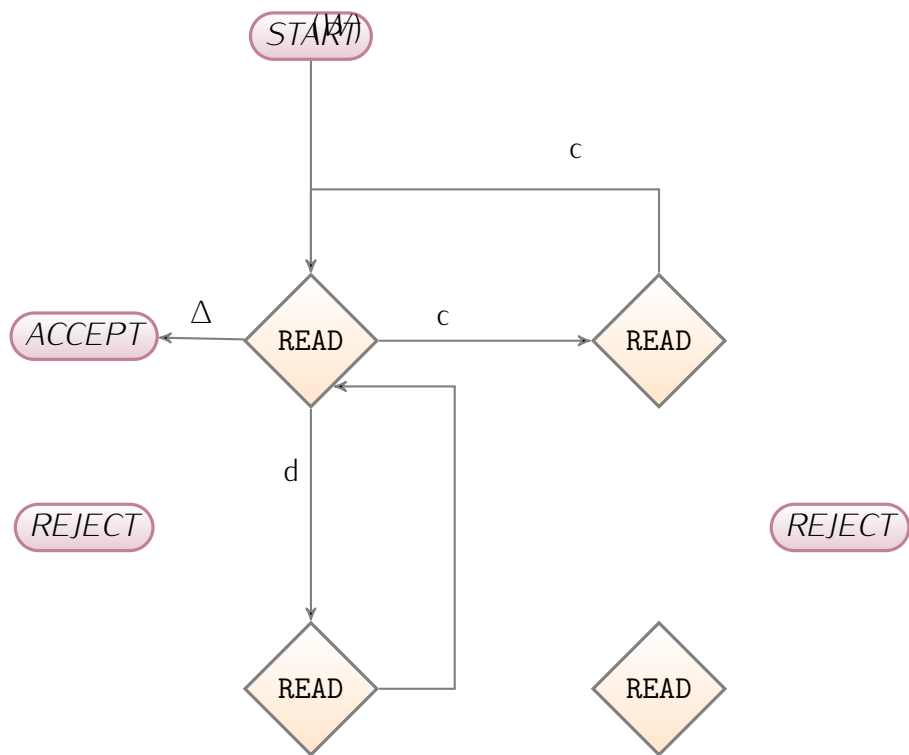 START
(W)
c
Δ
c
ACCEPT
READ
READ
d
REJECT
REJECT
READ
READ